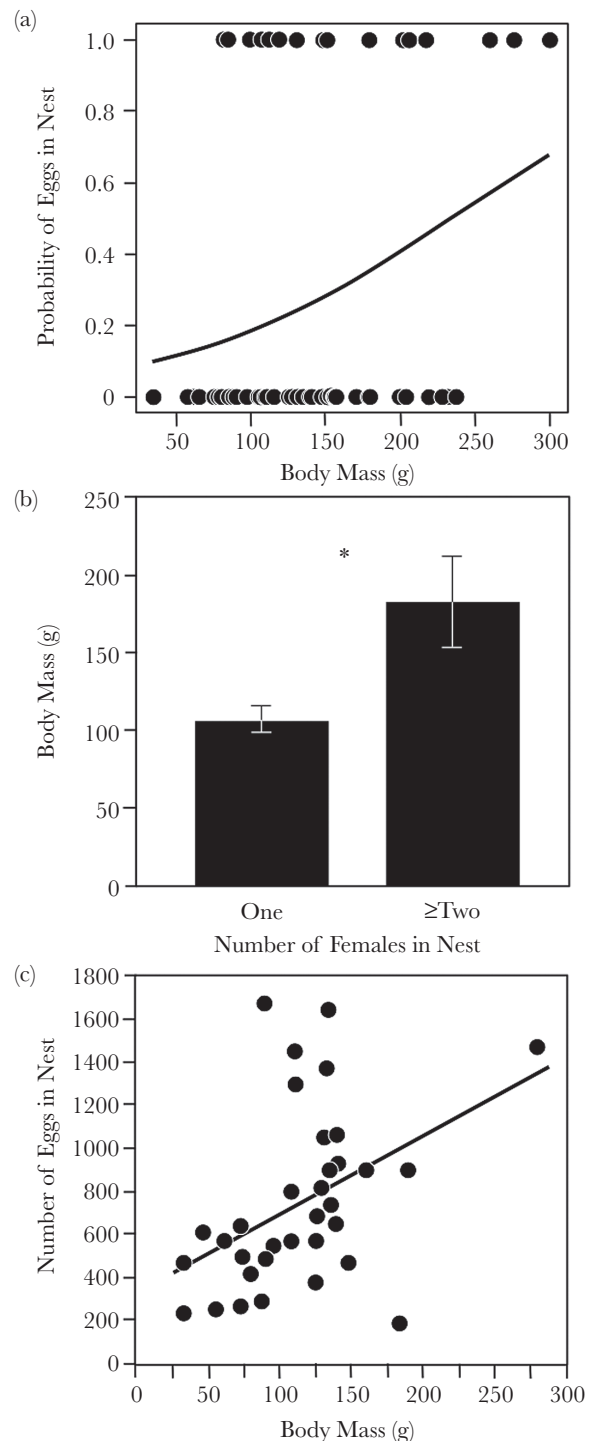 (a)
1.0
0.8
0.6
0.4
0.2
0
Probability of Eggs in Nest
50 100 150 200 250 300
Body Mass (g)
(b)
250
200
150
100
50
0
Body Mass (g)
*
One ≥Two
Number of Females in Nest
(c)
1800
1600
1400
1200
1000
800
600
400
200
0
Number of Eggs in Nest
0 50 100 150 200 250 300
Body Mass (g)